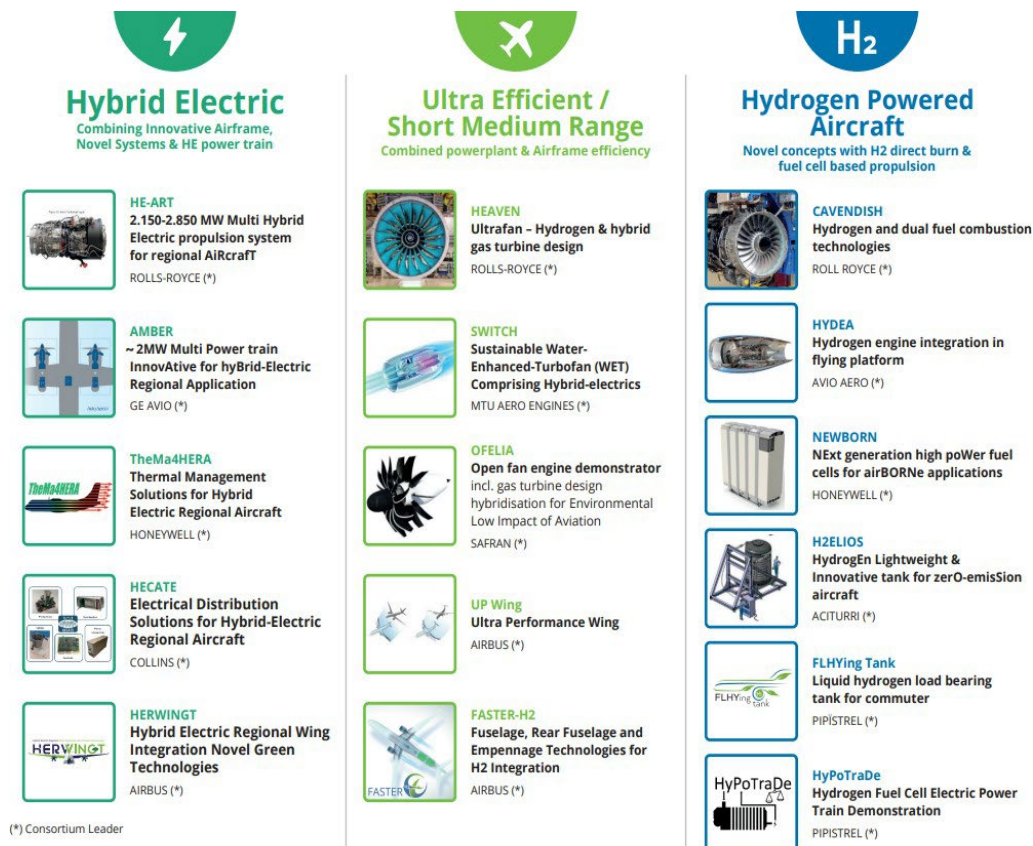 Hybrid Electric
Combining Innovative Airframe,
Novel Systems & HE power train
HE-ART
2.150-2.850 MW Multi Hybrid
Electric propulsion system
for regional AiRcrafT
ROLLS-ROYCE (*)
AMBER
~ 2MW Multi Power train
InnovAtive for hyBrid-Electric
Regional Application
GE AVIO (*)
TheMa4HERA
TheMa4HERA
Thermal Management
Solutions for Hybrid
Electric Regional Aircraft
HONEYWELL (*)
HECATE
Electrical Distribution
Solutions for Hybrid-Electric
Regional Aircraft
COLLINS (*)
HERWINGT
HERWINGT
Hybrid Electric Regional Wing
Integration Novel Green
Technologies
AIRBUS (*)
(*) Consortium Leader
Ultra Efficient /
Short Medium Range
Combined powerplant & Airframe efficiency
HEAVEN
Ultrafan – Hydrogen & hybrid
gas turbine design
ROLLS-ROYCE (*)
SWITCH
Sustainable Water-
Enhanced-Turbofan (WET)
Comprising Hybrid-electrics
MTU AERO ENGINES (*)
OFELIA
Open fan engine demonstrator
incl. gas turbine design
hybridisation for Environmental
Low Impact of Aviation
SAFRAN (*)
UP Wing
Ultra Performance Wing
AIRBUS (*)
FASTER
FASTER-H2
Fuselage, Rear Fuselage and
Empennage Technologies for
H2 Integration
AIRBUS (*)
H₂
Hydrogen Powered
Aircraft
Novel concepts with H2 direct burn &
fuel cell based propulsion
CAVENDISH
Hydrogen and dual fuel combustion
technologies
ROLL ROYCE (*)
HYDEA
Hydrogen engine integration in
flying platform
AVIO AERO (*)
NEWBORN
NExt generation high poWer fuel
cells for airBORNe applications
HONEYWELL (*)
H2ELIOS
HydrogEn Lightweight &
Innovative tank for zerO-emisSion
aircraft
ACITURRI (*)
FLHYing tank
FLHYing Tank
Liquid hydrogen load bearing
tank for commuter
PIPÏSTREL (*)
HyPoTraDe
HyPoTraDe
Hydrogen Fuel Cell Electric Power
Train Demonstration
PIPISTREL (*)